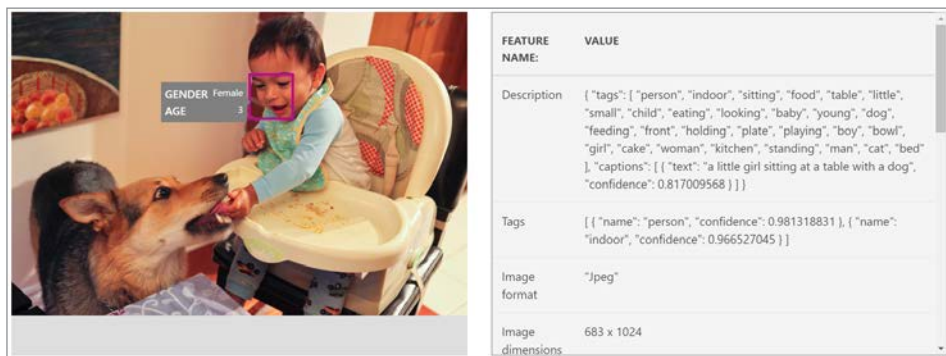 GENDER Female
AGE 3
FEATURE NAME: VALUE
Description { "tags": [ "person", "indoor", "sitting", "food", "table", "little",
"small", "child", "eating", "looking", "baby", "young", "dog",
"feeding", "front", "holding", "plate", "playing", "boy", "bowl",
"girl", "cake", "woman", "kitchen", "standing", "man", "cat", "bed"
], "captions": [ { "text": "a little girl sitting at a table with a dog",
"confidence": 0.817009568 } ] }
Tags [ { "name": "person", "confidence": 0.981318831 }, { "name":
"indoor", "confidence": 0.966527045 } ]
Image format "Jpeg"
Image dimensions 683 x 1024